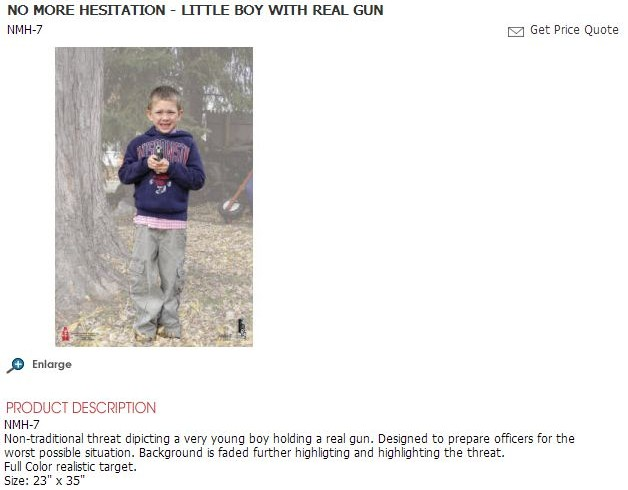 NO MORE HESITATION - LITTLE BOY WITH REAL GUN
NMH-7
Get Price Quote
Enlarge
PRODUCT DESCRIPTION
NMH-7
Non-traditional threat dipicting a very young boy holding a real gun. Designed to prepare officers for the
worst possible situation. Background is faded further highligting and highlighting the threat.
Full Color realistic target.
Size: 23" x 35"